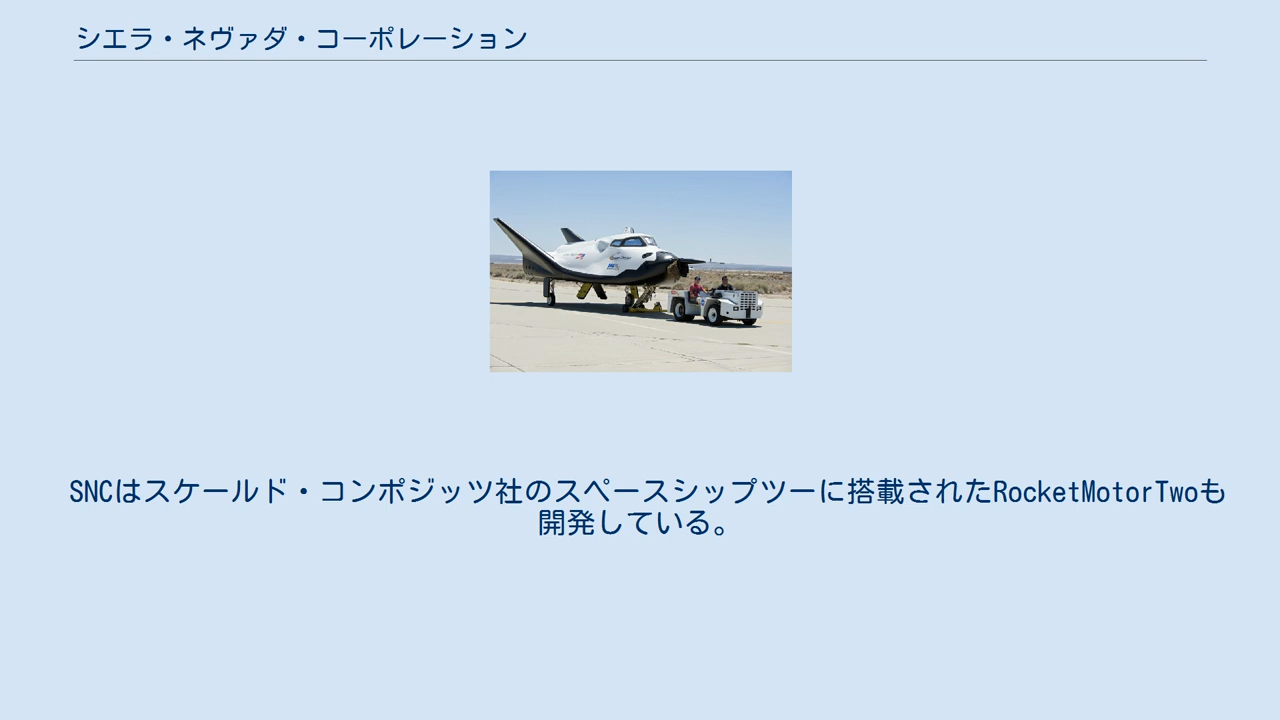 シエラ・ネヴァダ・コーポレーション
SNCはスケールド・コンポジッツ社のスペースシップツーに搭載されたRocketMotorTwoも
開発している。